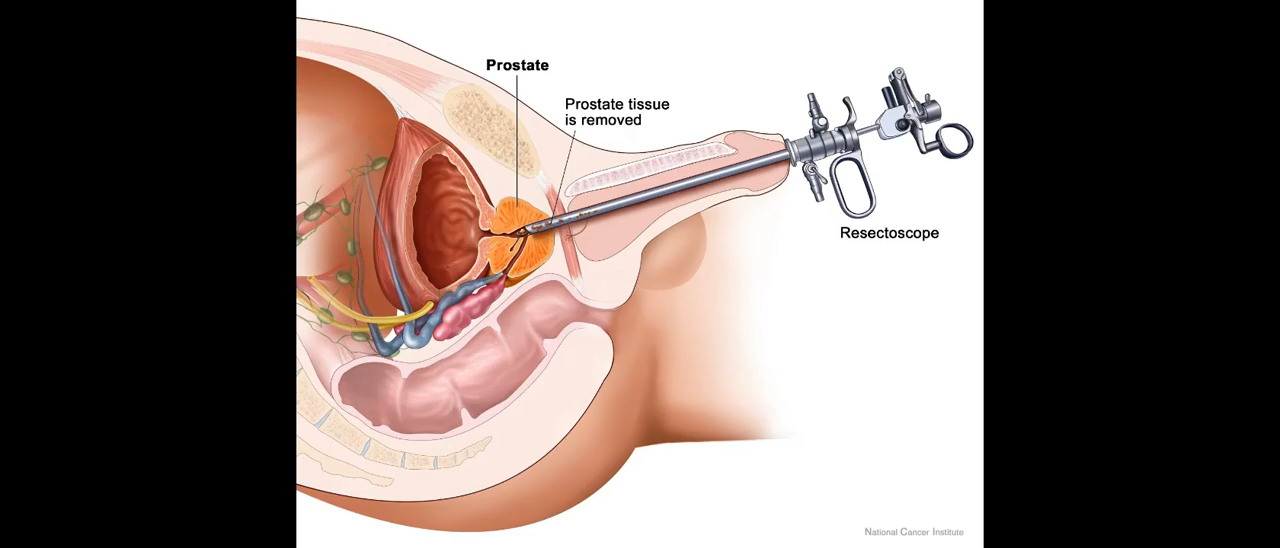 Prostate
Prostate tissue
is removed
Resectoscope
National Cancer Institute